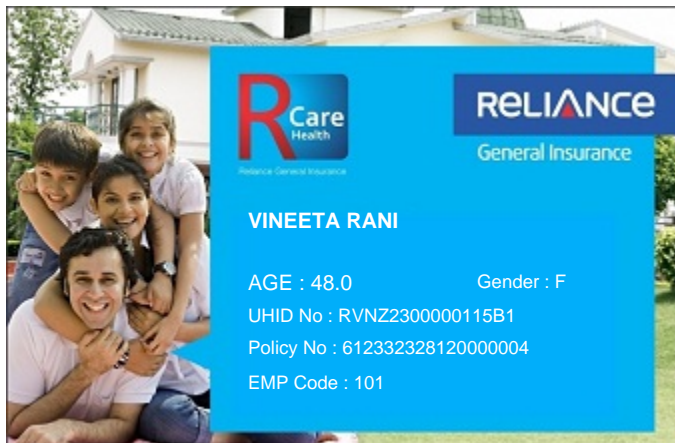 R Care
Health
Reliance General Insurance
RELIANCE
General Insurance
VINEETA RANI
AGE : 48.0 Gender : F
UHID No : RVNZ2300000115B1
Policy No : 612332328120000004
EMP Code : 101